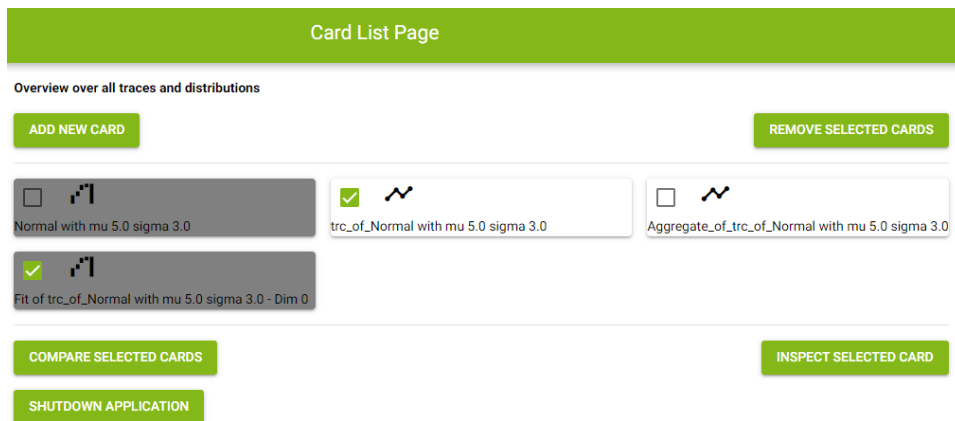 Card List Page
Overview over all traces and distributions
ADD NEW CARD
REMOVE SELECTED CARDS
Normal with mu 5.0 sigma 3.0
trc_of_Normal with mu 5.0 sigma 3.0
Aggregate_of_trc_of_Normal with mu 5.0 sigma 3.0
Fit of trc_of_Normal with mu 5.0 sigma 3.0 - Dim 0
COMPARE SELECTED CARDS
INSPECT SELECTED CARD
SHUTDOWN APPLICATION